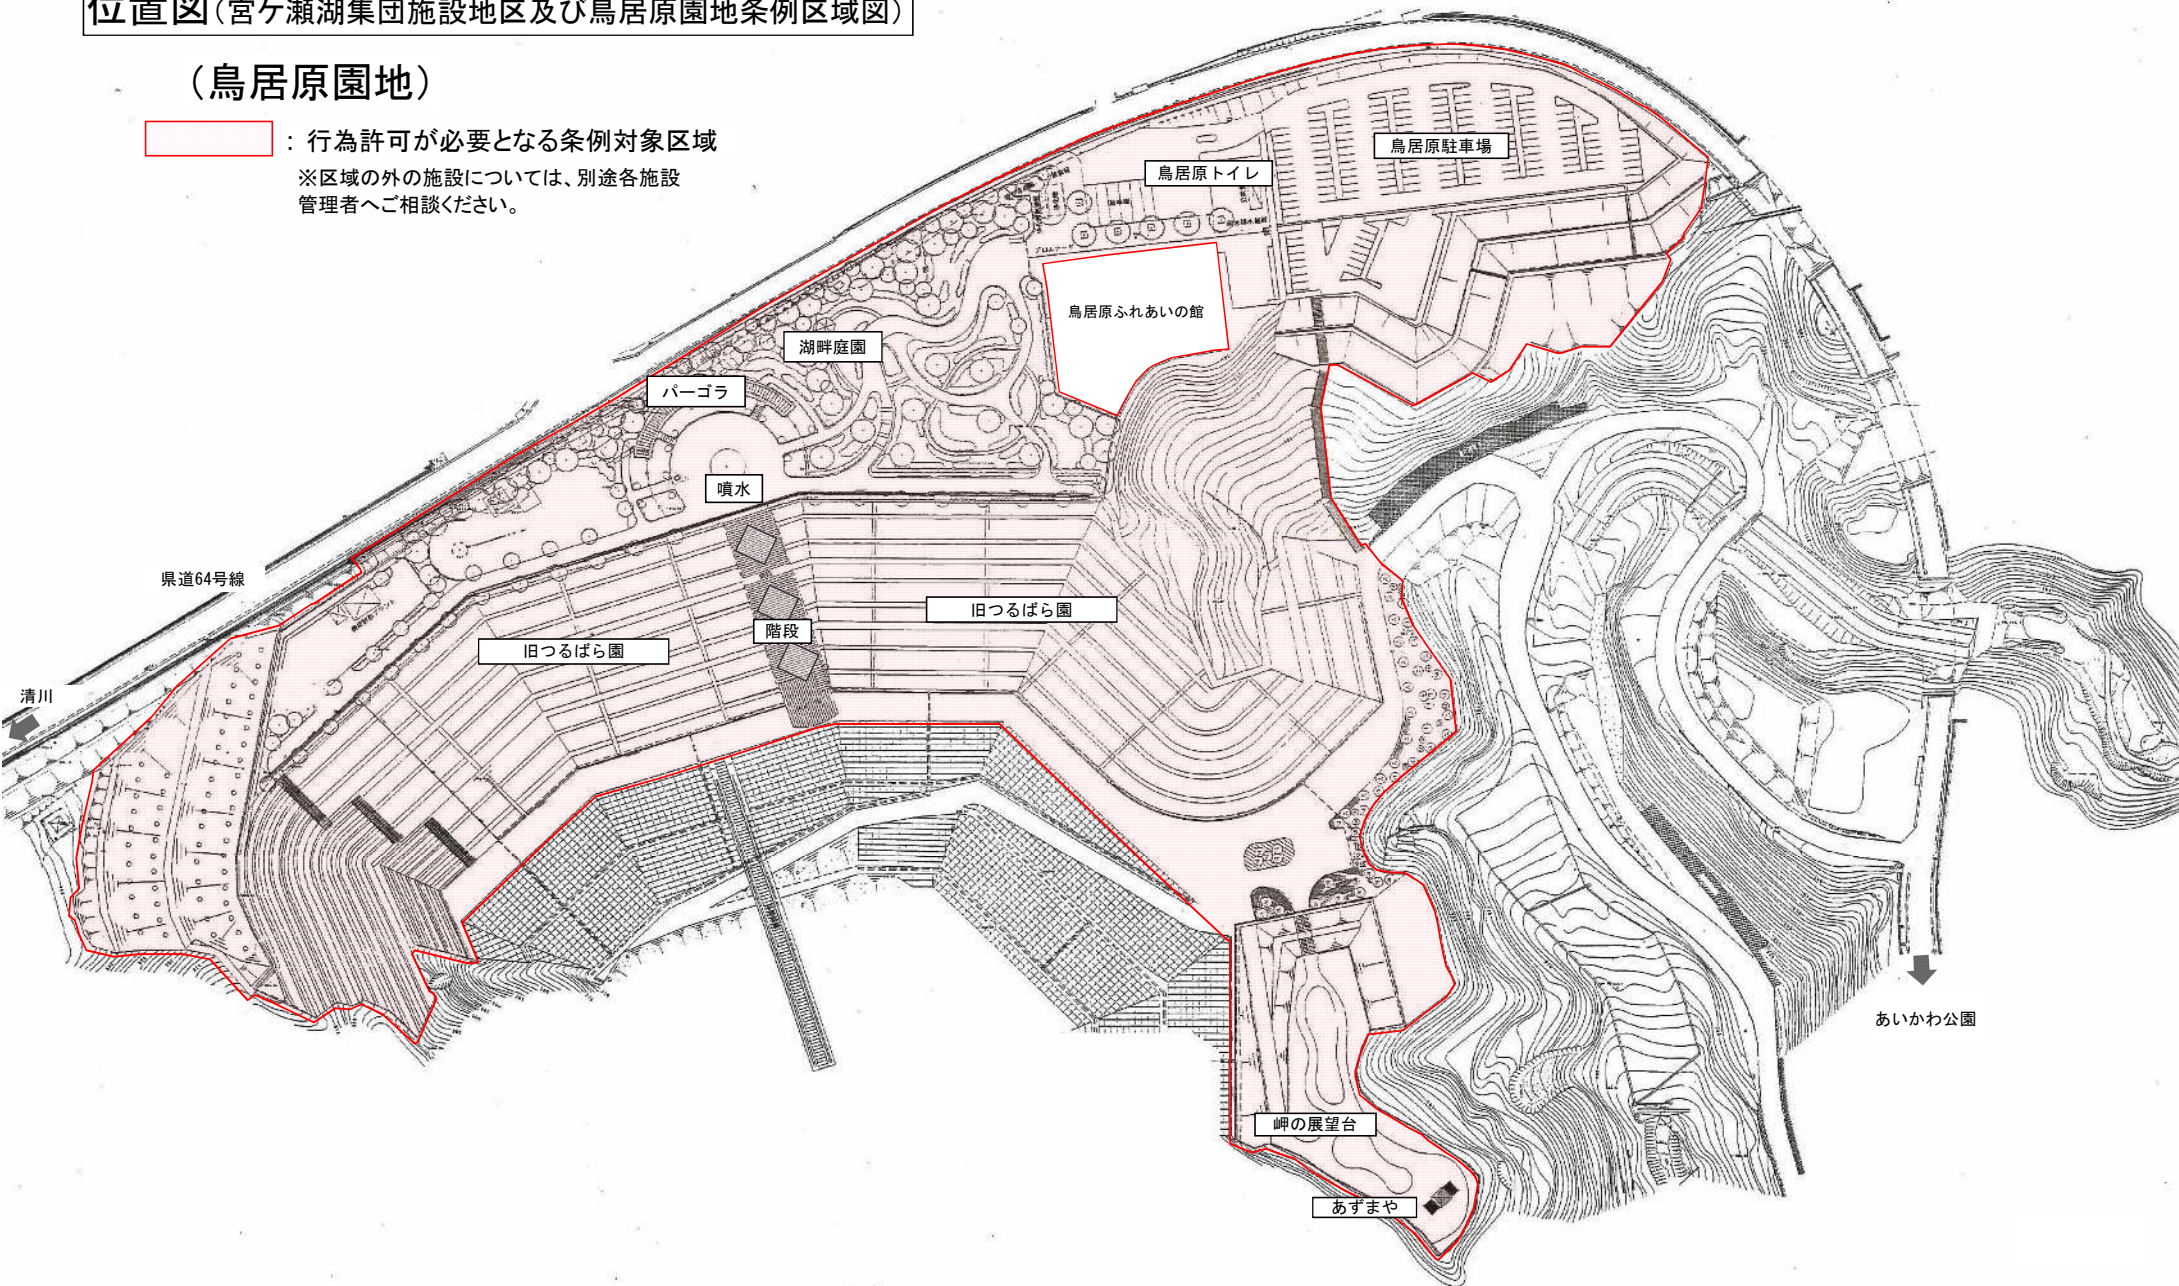 位置図(宮ケ瀬湖集団施設地区及び鳥居原園地条例区域図)
(鳥居原園地)
: 行為許可が必要となる条例対象区域
※区域の外の施設については、別途各施設
管理者へご相談ください。
鳥居原駐車場
鳥居原トイレ
鳥居原ふれあいの館
湖畔庭園
パーゴラ
噴水
県道64号線
旧つるばら園
階段
旧つるばら園
清川
あいかわ公園
岬の展望台
あずまや